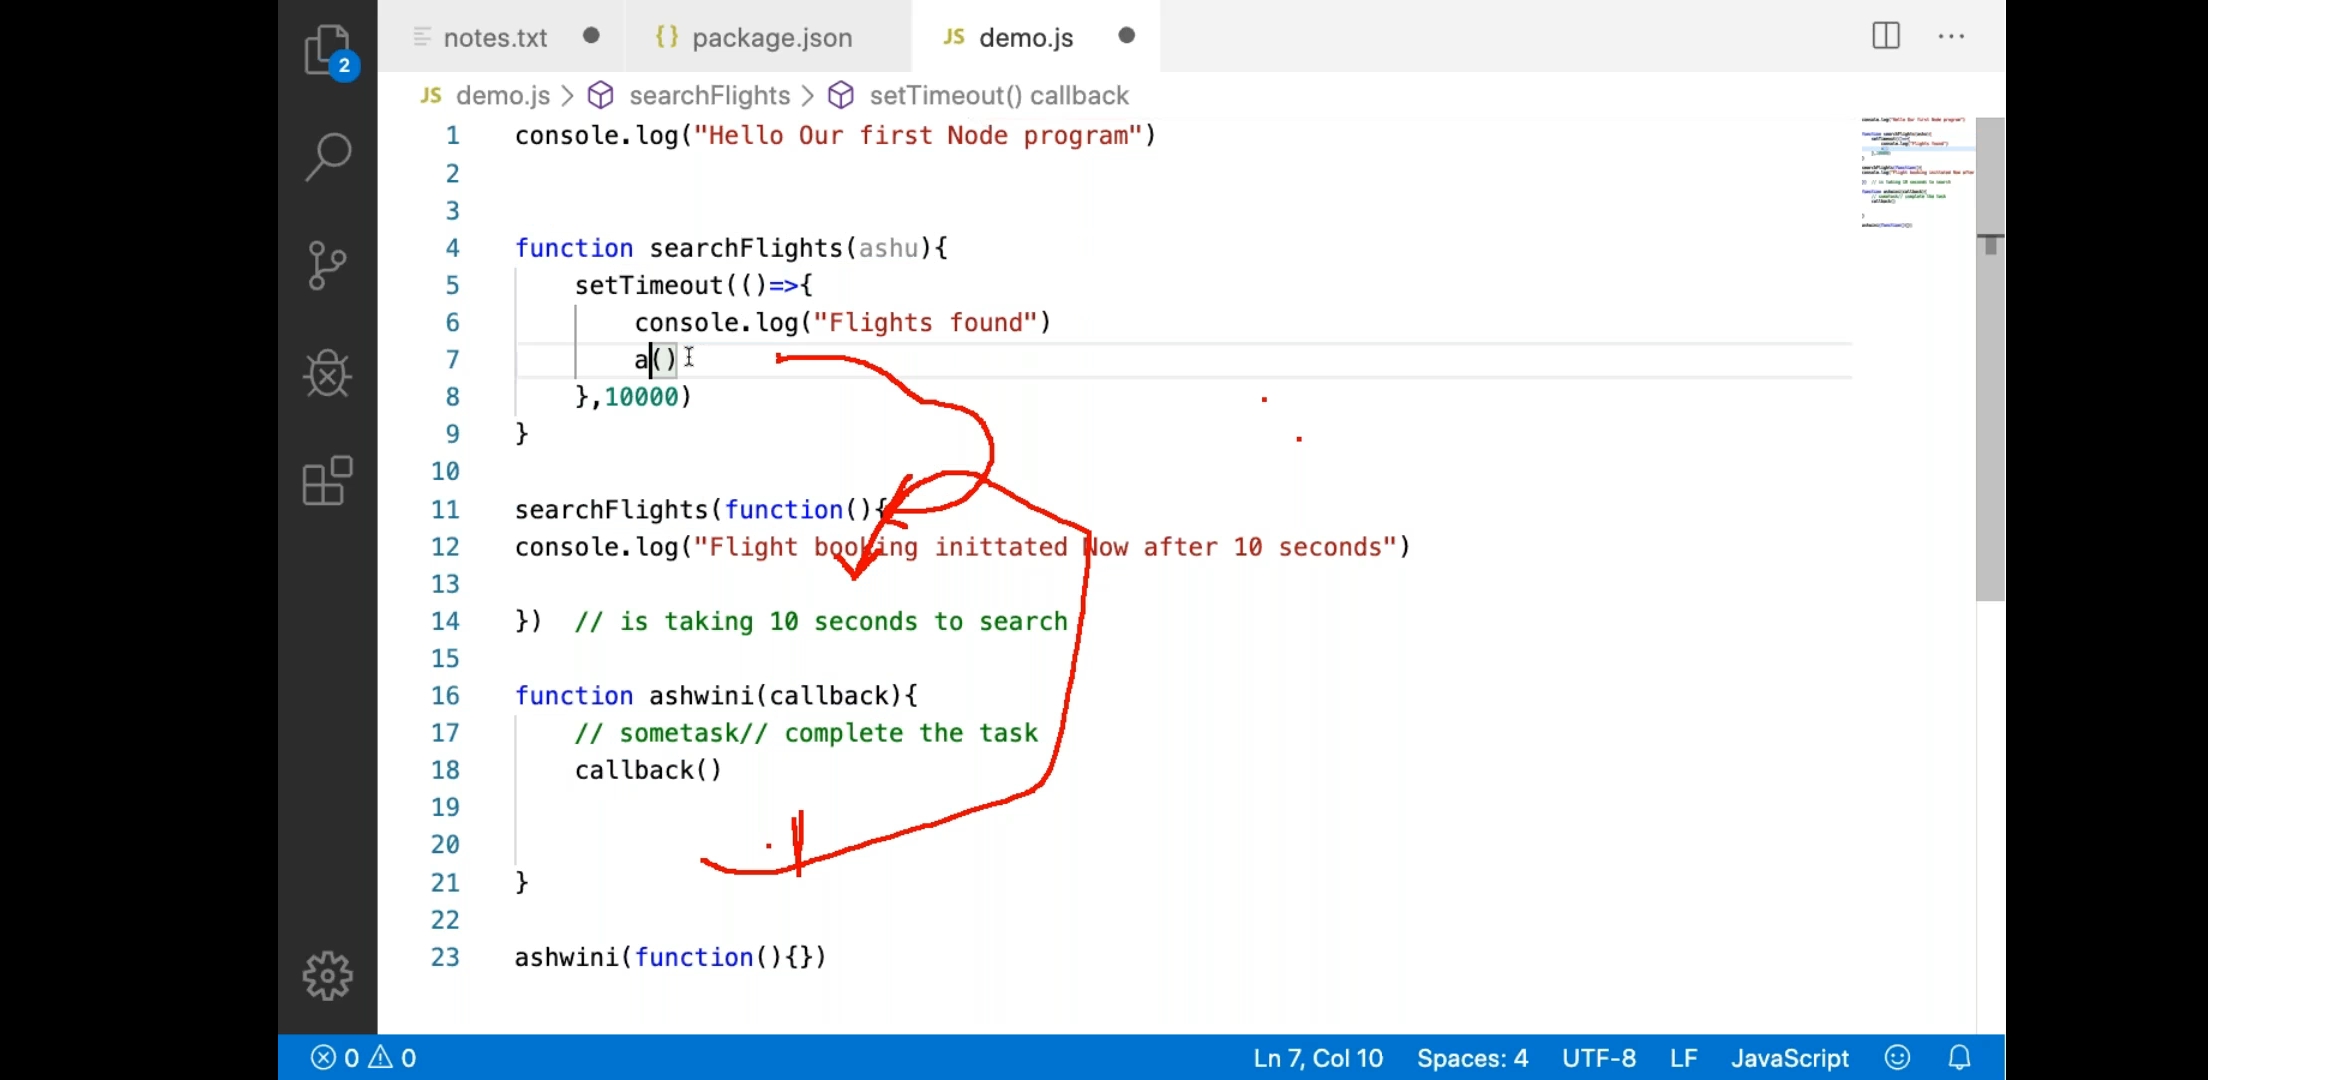 notes.txt
{} package.json
JS demo.js
2
JS demo.js > searchFlights > setTimeout() callback
1 console.log("Hello Our first Node program")
2
3
4 function searchFlights(ashu){
5 setTimeout(()=>{
6 console.log("Flights found")
7 a()
8 },10000)
9 }
10
11 searchFlights(function(){
12 console.log("Flight booking inittated Now after 10 seconds")
13
14 }) // is taking 10 seconds to search
15
16 function ashwini(callback){
17 // sometask// complete the task
18 callback()
19
20
21 }
22
23 ashwini(function(){})
0 0 Ln 7, Col 10 Spaces: 4 UTF-8 LF JavaScript